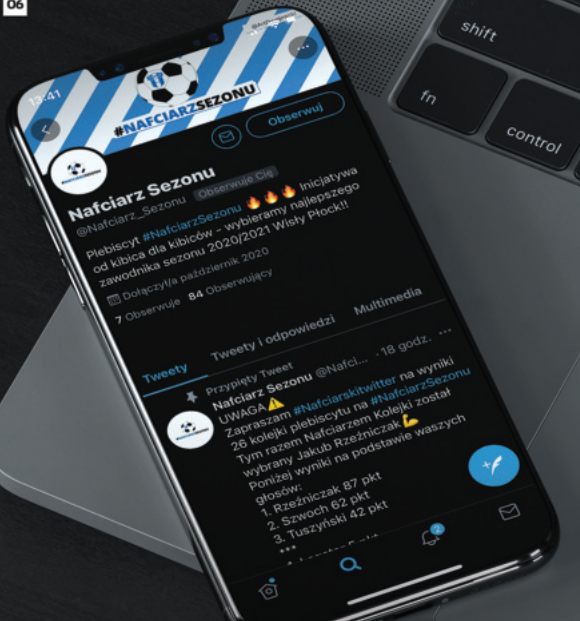 06
13:41
#NAFCIARZSEZONU
Obserwuj
Nafciarz Sezonu
@Nafciarz_Sezonu Obserwuje Cię
Plebiscyt #NafciarzSezonu 🔥🔥🔥 Inicjatywa
od kibica dla kibiców - wybieramy najlepszego
zawodnika sezonu 2020/2021 Wisły Płock!!
Dołączył/a październik 2020
7 Obserwuje 84 Obserwujący
Tweety Tweety i odpowiedzi Multimedia
Przypięty Tweet
Nafciarz Sezonu @Nafci... · 18 godz. ···
UWAGA⚠️
Zapraszam #Nafciarskitwitter na wyniki
26 kolejki plebiscytu na #NafciarzSezonu
Tym razem Nafciarzem Kolejki został
wybrany Jakub Rzeźniczak💪
Poniżej wyniki na podstawie waszych
głosów:
1. Rzeźniczak 87 pkt
2. Szwoch 62 pkt
3. Tuszyński 42 pkt
***
2
shift
fn
control